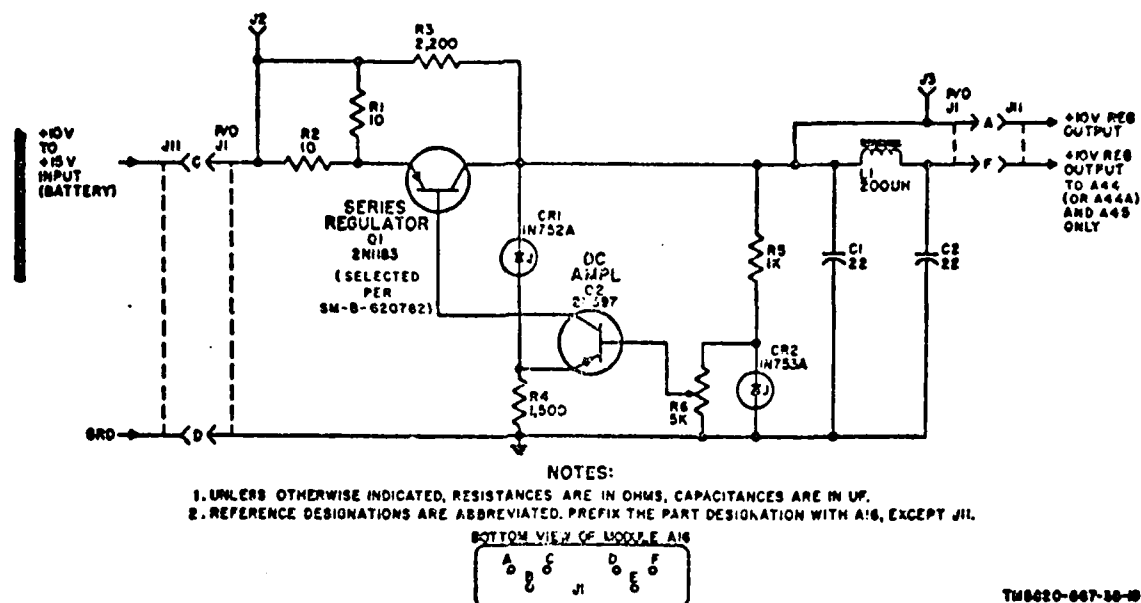 J2
R3
2,200
R1
10
R2
10
+10V
TO
+15V
INPUT
(BATTERY)
J11
C
P/O
J1
SERIES
REGULATOR
Q1
2N1183
(SELECTED
PER
SM-B-620762)
CR1
1N752A
DC
AMPL
Q2
R4
1,500
R5
1K
CR2
1N753A
R6
5K
C1
22
C2
22
L1
200UH
J3
P/O
J1
A
J11
F
+10V REG
OUTPUT
+10V REG
OUTPUT
TO A44
(OR A44A)
AND A45
ONLY
GRD
D
NOTES:
1. UNLESS OTHERWISE INDICATED, RESISTANCES ARE IN OHMS, CAPACITANCES ARE IN UF.
2. REFERENCE DESIGNATIONS ARE ABBREVIATED. PREFIX THE PART DESIGNATION WITH A16, EXCEPT J11.
BOTTOM VIEW OF MODULE A16
A B C D E F
J1